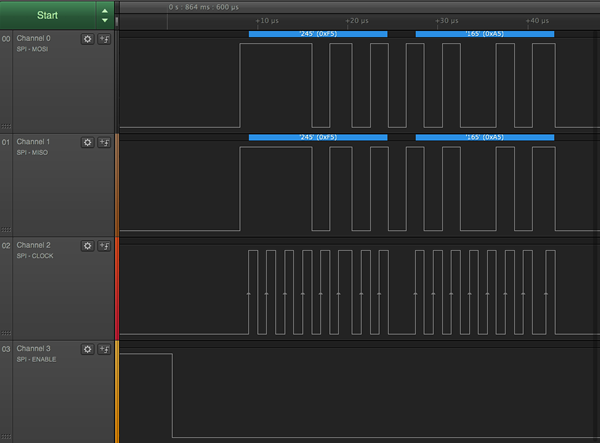 Start
0 s : 864 ms : 600 µs
+10 µs
+20 µs
+30 µs
+40 µs
00 Channel 0
SPI - MOSI
'245' (0xF5)
'165' (0xA5)
01 Channel 1
SPI - MISO
'245' (0xF5)
'165' (0xA5)
02 Channel 2
SPI - CLOCK
03 Channel 3
SPI - ENABLE